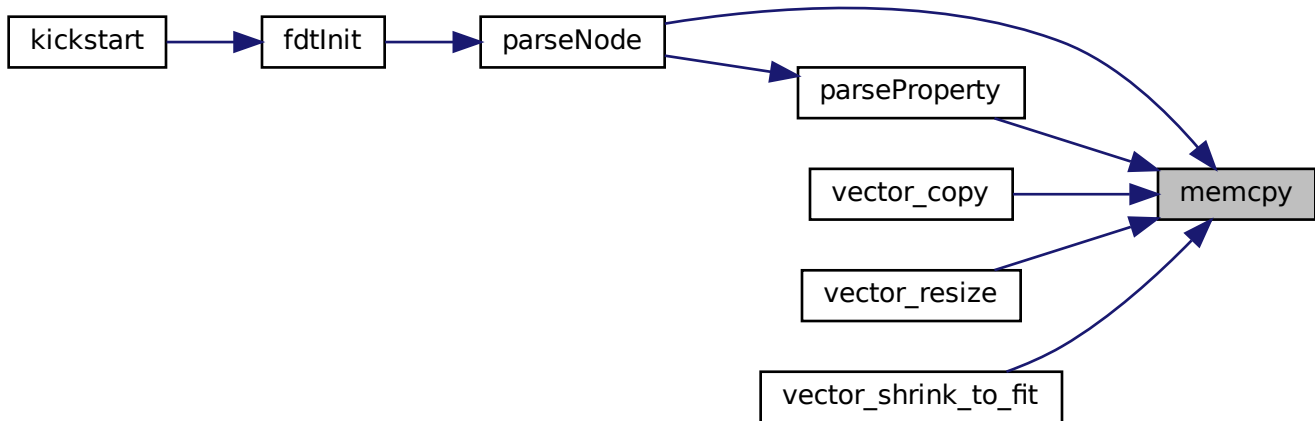 kickstart
fdtInit
parseNode
parseProperty
memcpy
vector_copy
vector_resize
vector_shrink_to_fit